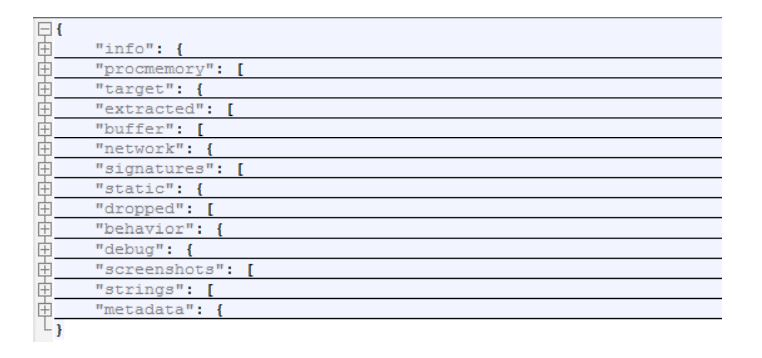 {
"info": {
"procmemory": [
"target": {
"extracted": [
"buffer": [
"network": {
"signatures": [
"static": {
"dropped": [
"behavior": {
"debug": {
"screenshots": [
"strings": [
"metadata": {
}